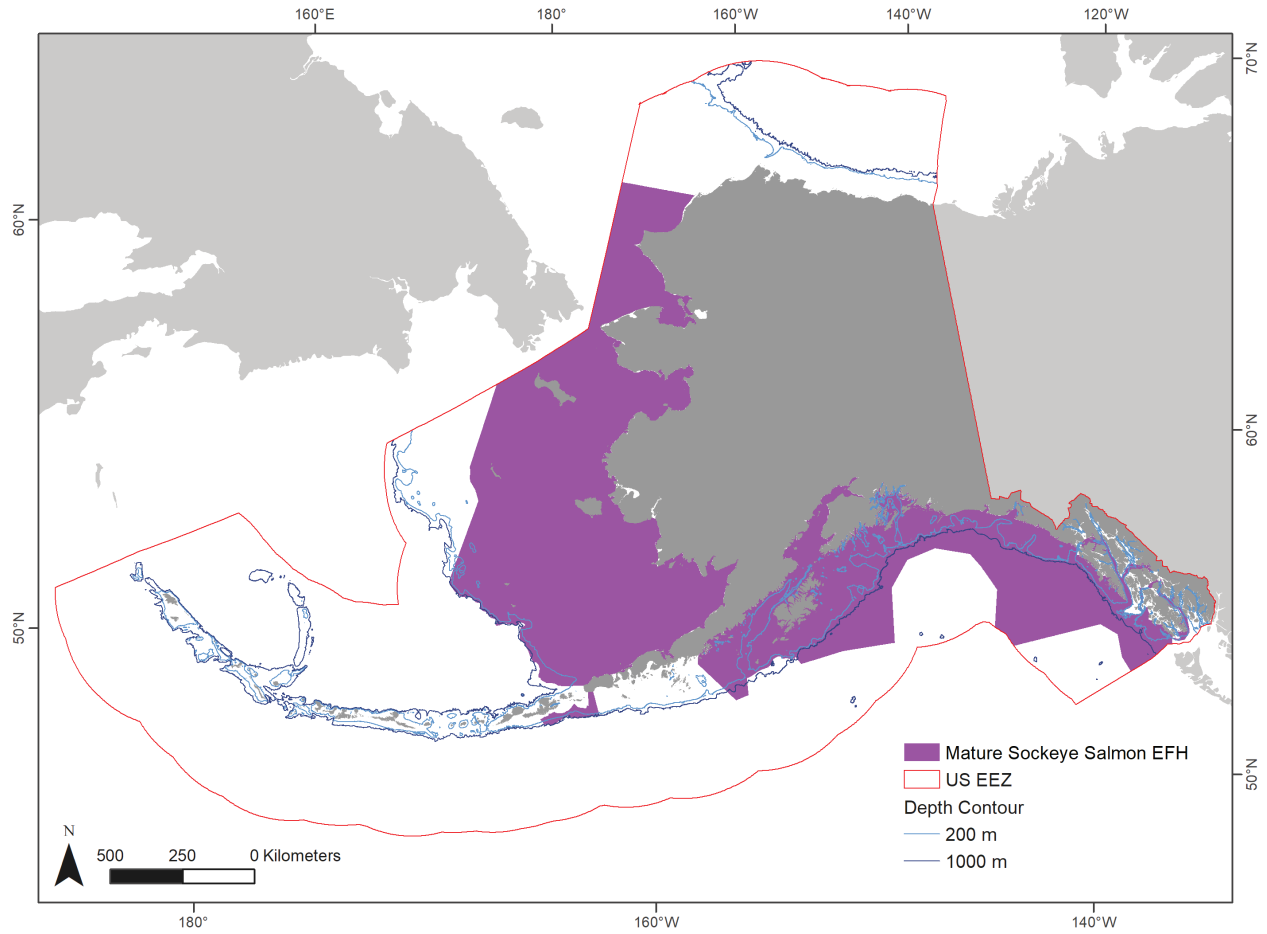 160°E 180° 160°W 140°W 120°W
70°N
60°N
60°N
50°N
50°N
Mature Sockeye Salmon EFH
US EEZ
Depth Contour
200 m
1000 m
N
500 250 0 Kilometers
180° 160°W 140°W